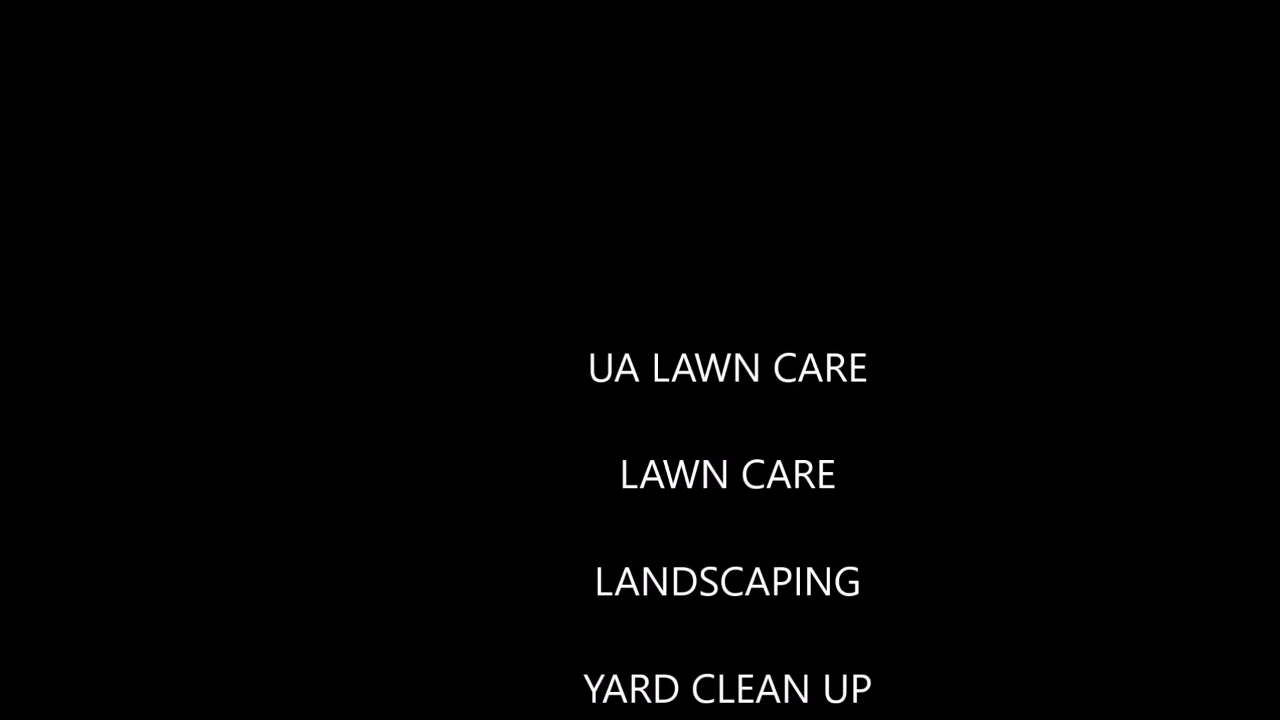 UA LAWN CARE
LAWN CARE
LANDSCAPING
YARD CLEAN UP